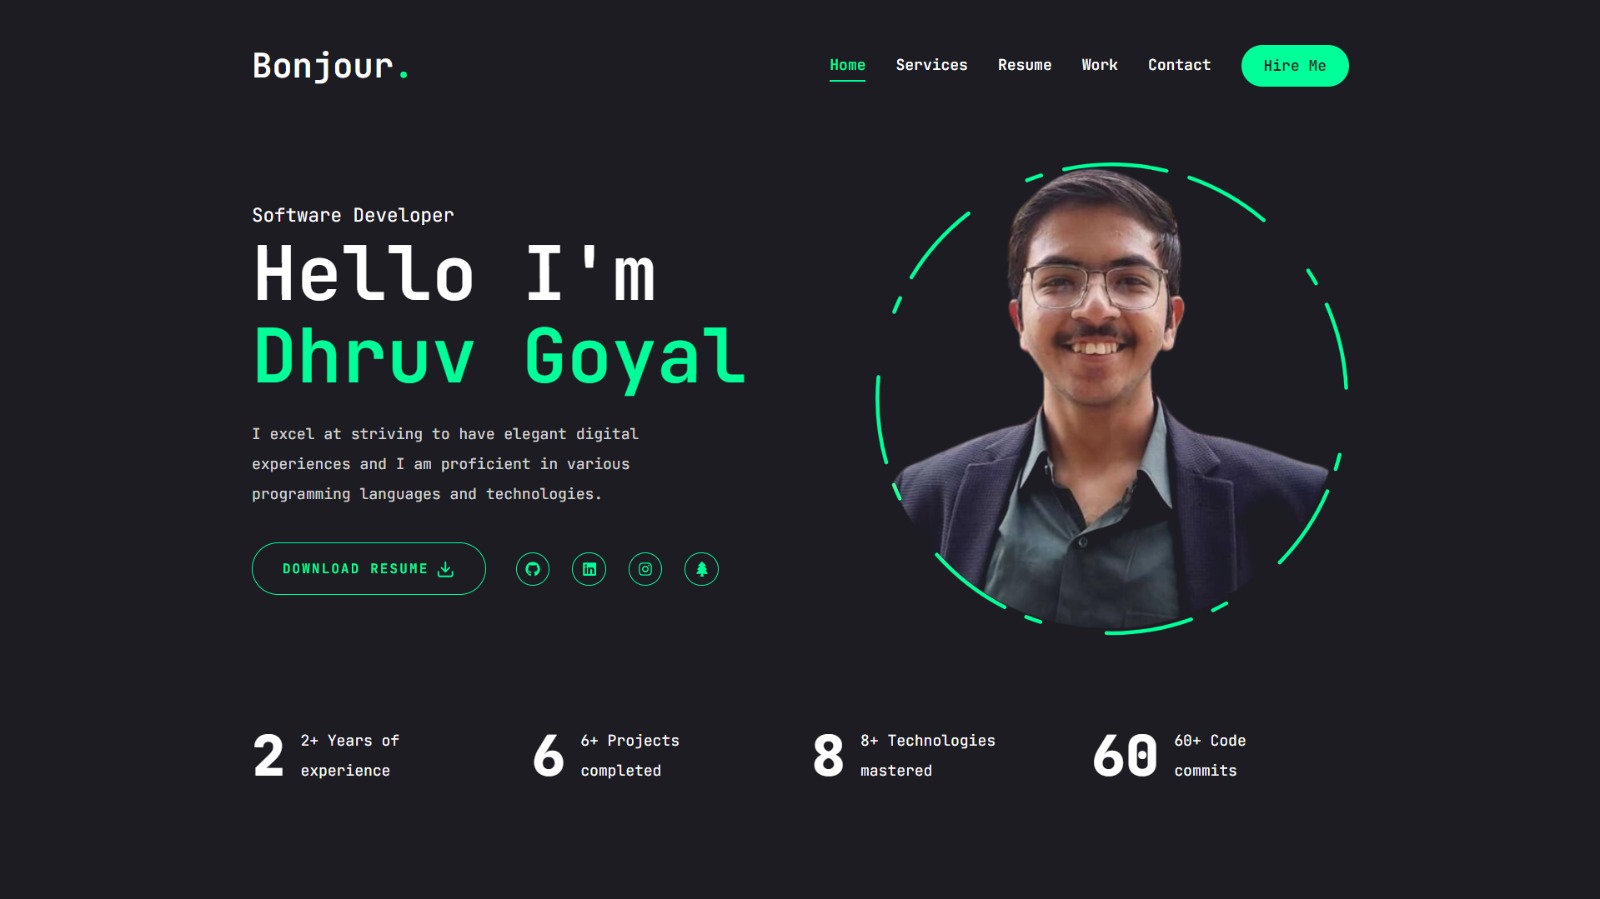 Bonjour.
Home Services Resume Work Contact Hire Me
Software Developer
Hello I'm
Dhruv Goyal
I excel at striving to have elegant digital
experiences and I am proficient in various
programming languages and technologies.
DOWNLOAD RESUME
2
2+ Years of
experience
6
6+ Projects
completed
8
8+ Technologies
mastered
60
60+ Code
commits